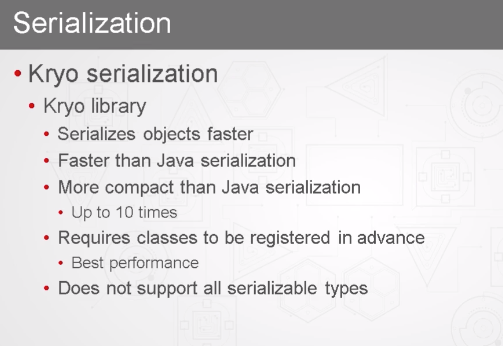 Serialization
• Kryo serialization
• Kryo library
• Serializes objects faster
• Faster than Java serialization
• More compact than Java serialization
• Up to 10 times
• Requires classes to be registered in advance
• Best performance
• Does not support all serializable types